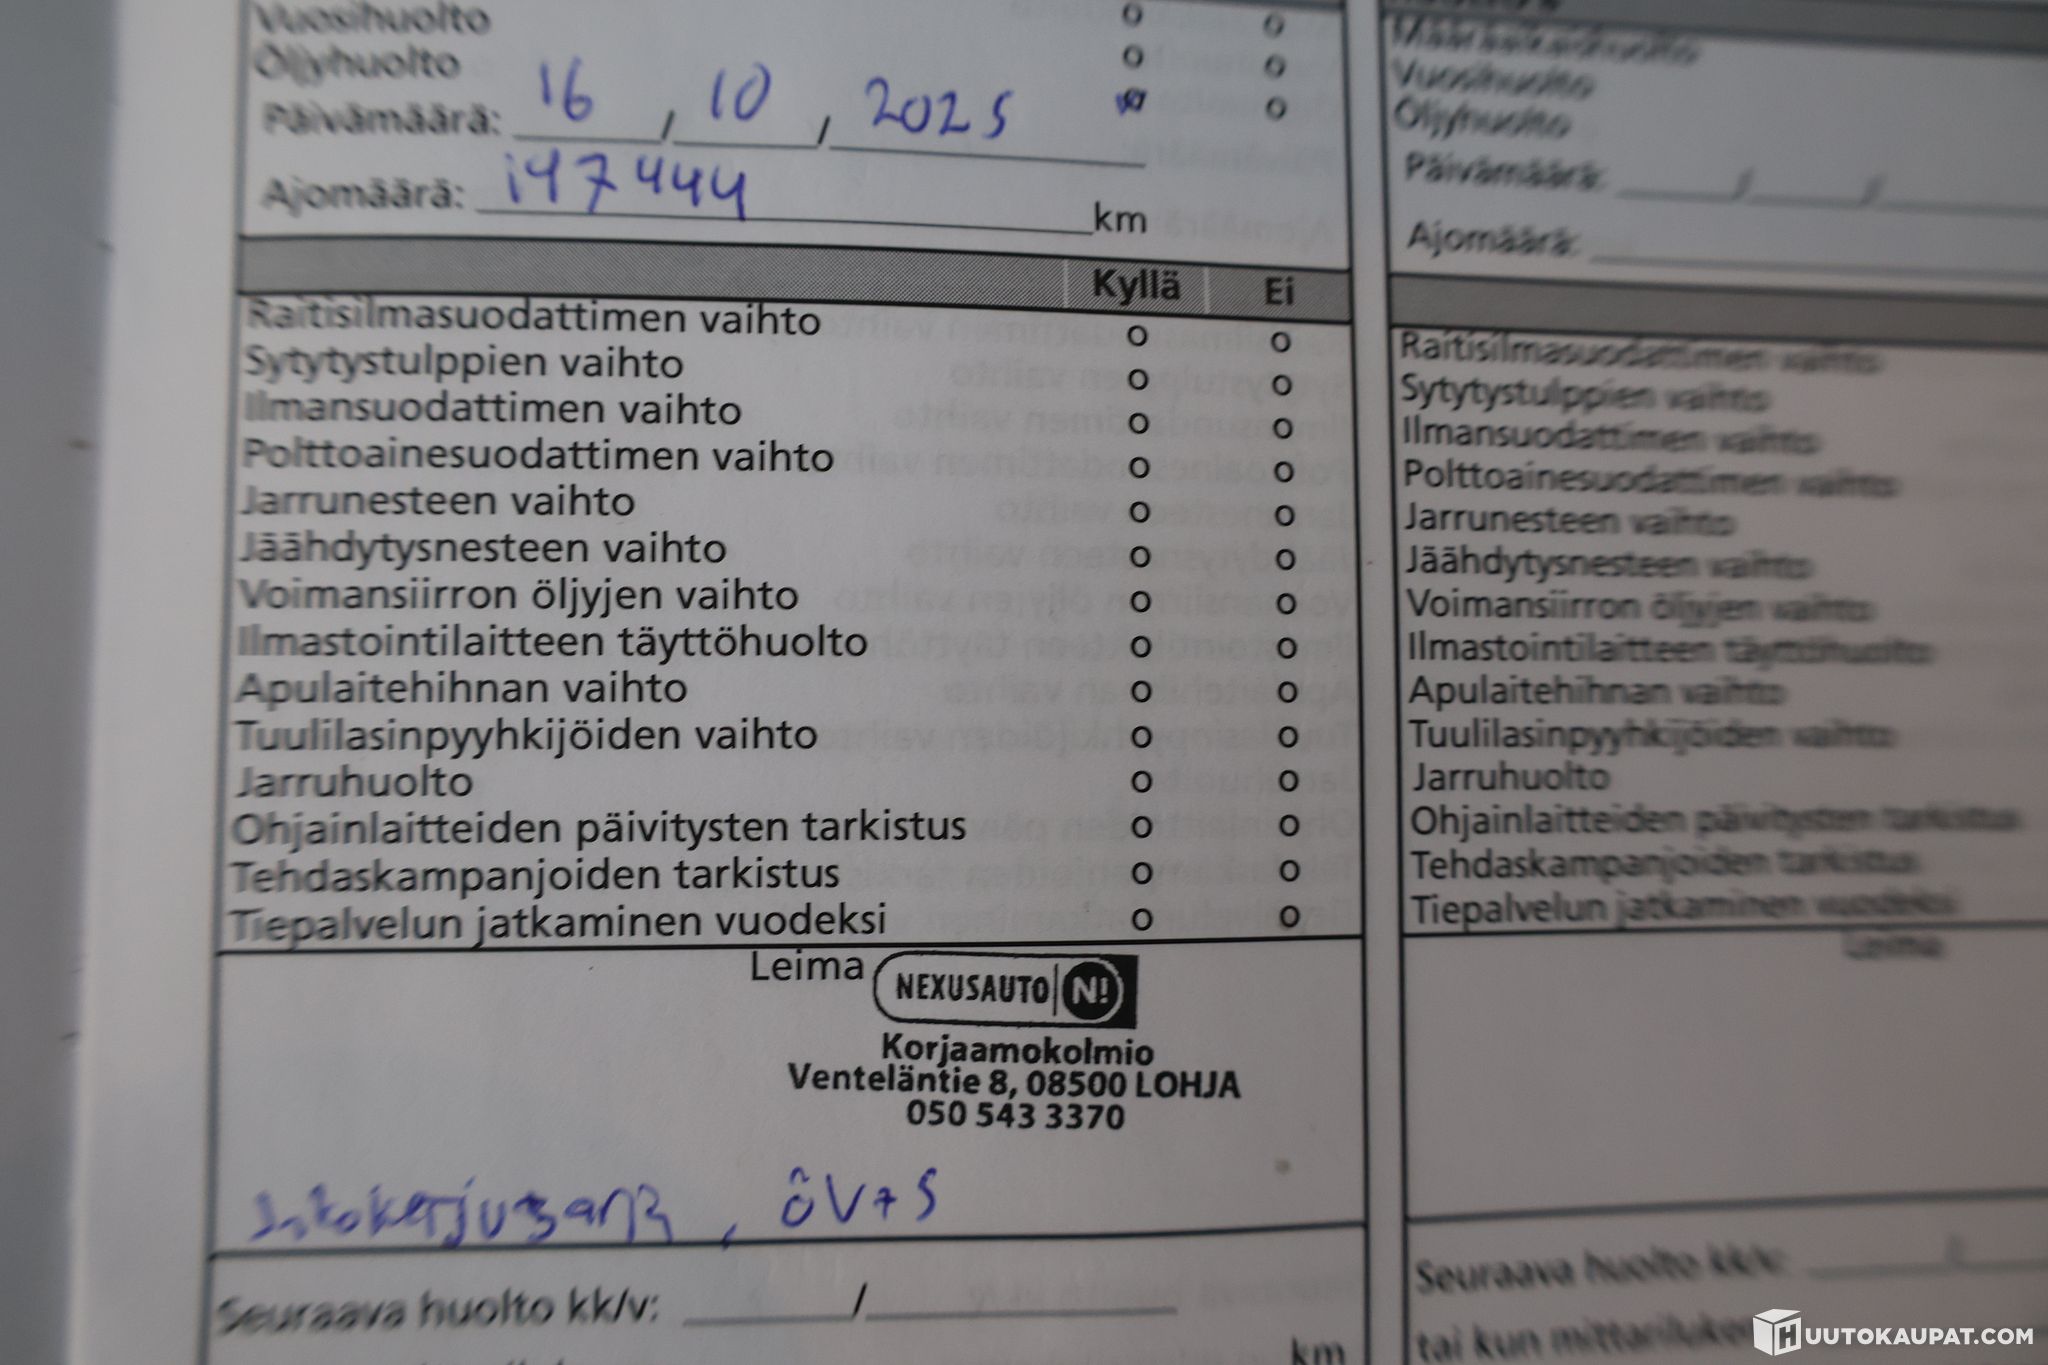 Vuosihuolto o o
Öljyhuolto o o
o
Päivämäärä: 16 / 10 / 2025
Ajomäärä: 147444 km
Kyllä Ei
Raitisilmasuodattimen vaihto o o
Sytytystulppien vaihto o o
Ilmansuodattimen vaihto o o
Polttoainesuodattimen vaihto o o
Jarrunesteen vaihto o o
Jäähdytysnesteen vaihto o o
Voimansiirron öljyjen vaihto o o
Ilmastointilaitteen täyttöhuolto o o
Apulaitehihnan vaihto o o
Tuulilasinpyyhkijöiden vaihto o o
Jarruhuolto o o
Ohjainlaitteiden päivitysten tarkistus o o
Tehdaskampanjoiden tarkistus o o
Tiepalvelun jatkaminen vuodeksi o o
Leima
NEXUSAUTO N!
Korjaamokolmio
Venteläntie 8, 08500 LOHJA
050 543 3370
öV+S
Seuraava huolto kk/v: /
km
Määräaikaishuolto
Vuosihuolto
Öljyhuolto
Päivämäärä: / /
Ajomäärä:
Raitisilmasuodattimen vaihto
Sytytystulppien vaihto
Ilmansuodattimen vaihto
Polttoainesuodattimen vaihto
Jarrunesteen vaihto
Jäähdytysnesteen vaihto
Voimansiirron öljyjen vaihto
Ilmastointilaitteen täyttöhuolto
Apulaitehihnan vaihto
Tuulilasinpyyhkijöiden vaihto
Jarruhuolto
Ohjainlaitteiden päivitysten tarkistus
Tehdaskampanjoiden tarkistus
Tiepalvelun jatkaminen vuodeksi
Leima
Seuraava huolto kk/v: /
tai kun mittarilukema
HUUTOKAUPAT.COM